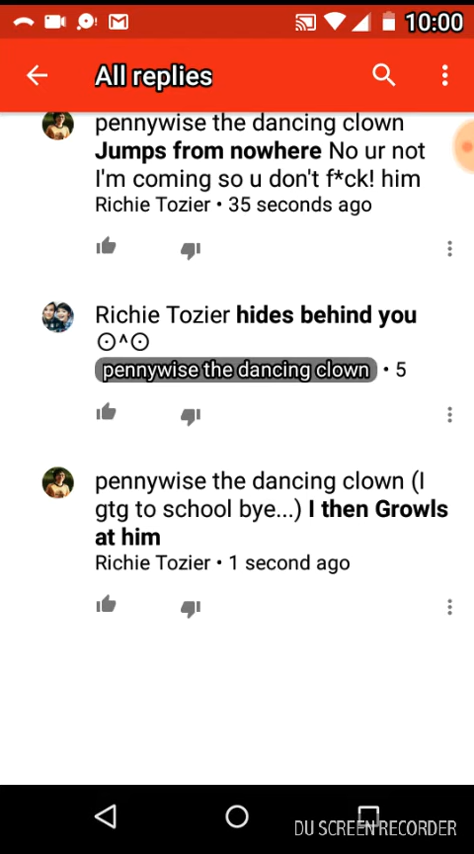 10:00
All replies
pennywise the dancing clown
Jumps from nowhere No ur not
I'm coming so u don't f*ck! him
Richie Tozier • 35 seconds ago
Richie Tozier hides behind you
⊙^⊙
pennywise the dancing clown • 5
pennywise the dancing clown (I
gtg to school bye...) I then Growls
at him
Richie Tozier • 1 second ago
DU SCREEN RECORDER